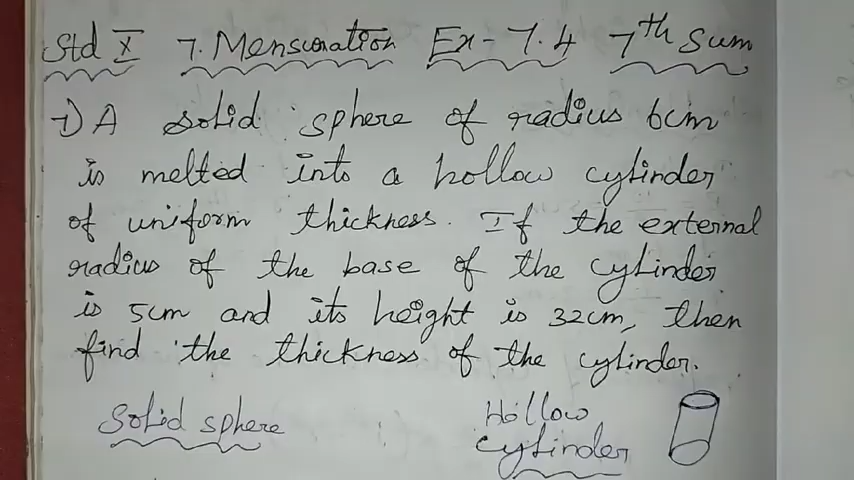 Std X 7. Mensuration Ex-7.4 7th Sum
7) A solid sphere of radius 6cm
is melted into a hollow cylinder
of uniform thickness. If the external
radius of the base of the cylinder
is 5cm and its height is 32cm, then
find the thickness of the cylinder.
Solid sphere
Hollow
cylinder